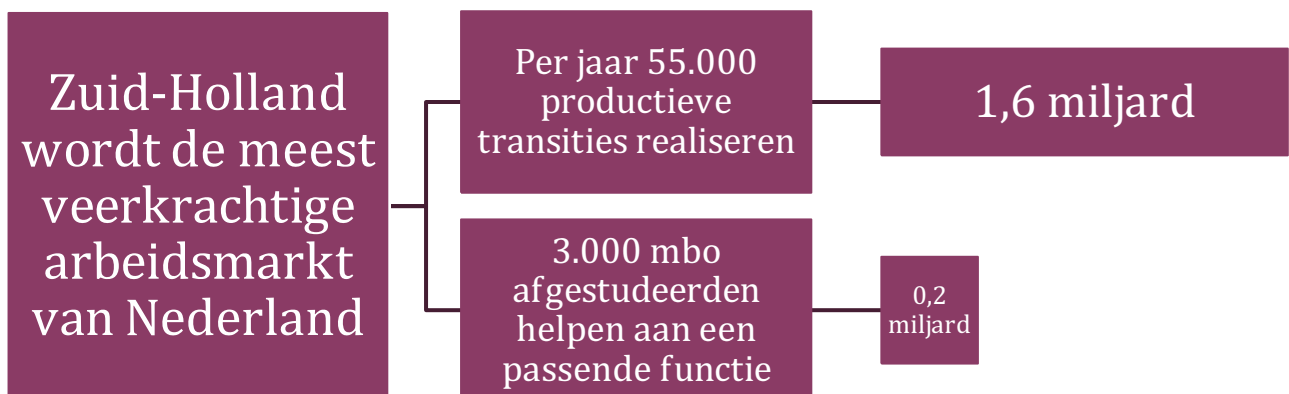 Zuid-Holland
wordt de meest
veerkrachtige
arbeidsmarkt
van Nederland
Per jaar 55.000
productieve
transities realiseren
1,6 miljard
3.000 mbo
afgestudeerden
helpen aan een
passende functie
0,2
miljard